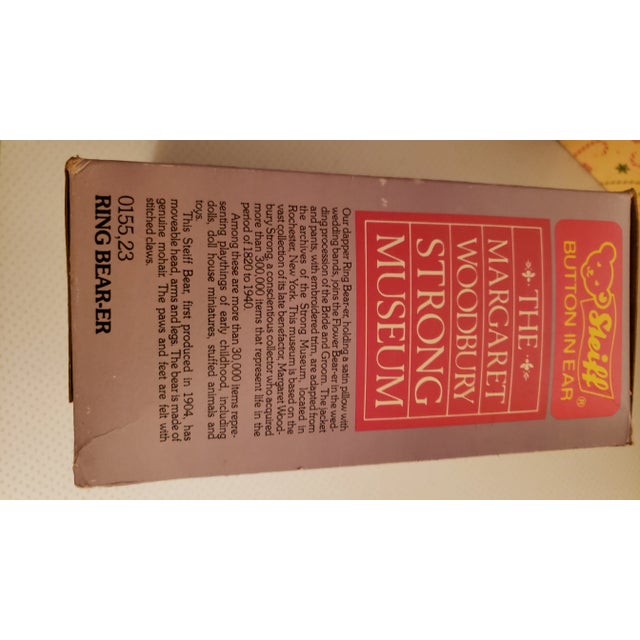 Steiff ®
BUTTON IN EAR
THE
MARGARET
WOODBURY
STRONG
MUSEUM
Our dapper Ring Bear-er, holding a satin pillow with
wedding bands, joins the Flower Bear-er in the wed-
ding procession of the Bride and Groom. The jacket
and pants, with embroidered trim, are adapted from
the archives of the Strong Museum, located in
Rochester, New York. This museum is based on the
vast collection of its late benefactor, Margaret Wood-
bury Strong, a conscientious collector who acquired
more than 300,000 items that represent life in the
period of 1820 to 1940.
Among these are more than 30,000 items repre-
senting playthings of early childhood, including
dolls, doll house miniatures, stuffed animals and
toys.
This Steiff Bear, first produced in 1904, has
moveable head, arms and legs. The bear is made of
genuine mohair. The paws and feet are felt with
stitched claws.
0155,23
RING BEAR-ER